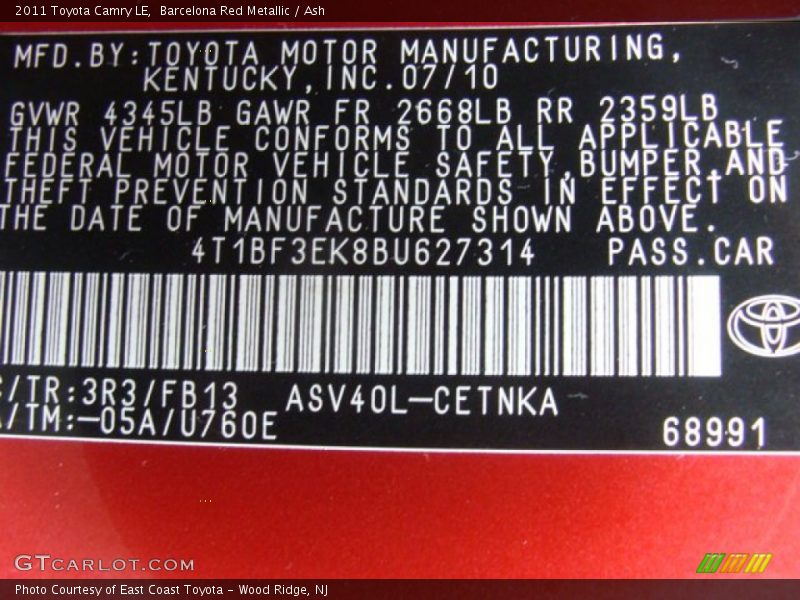 2011 Toyota Camry LE,  Barcelona Red Metallic / Ash
MFD.BY:TOYOTA MOTOR MANUFACTURING,
KENTUCKY,INC.07/10
GVWR 4345LB GAWR FR 2668LB RR 2359LB
THIS VEHICLE CONFORMS TO ALL APPLICABLE
FEDERAL MOTOR VEHICLE SAFETY,BUMPER,AND
THEFT PREVENTION STANDARDS IN EFFECT ON
THE DATE OF MANUFACTURE SHOWN ABOVE.
4T1BF3EK8BU627314 PASS.CAR
/TR:3R3/FB13 ASV40L-CETNKA
/TM:-05A/U760E
68991
GTCARLOT.COM
Photo Courtesy of East Coast Toyota - Wood Ridge, NJ